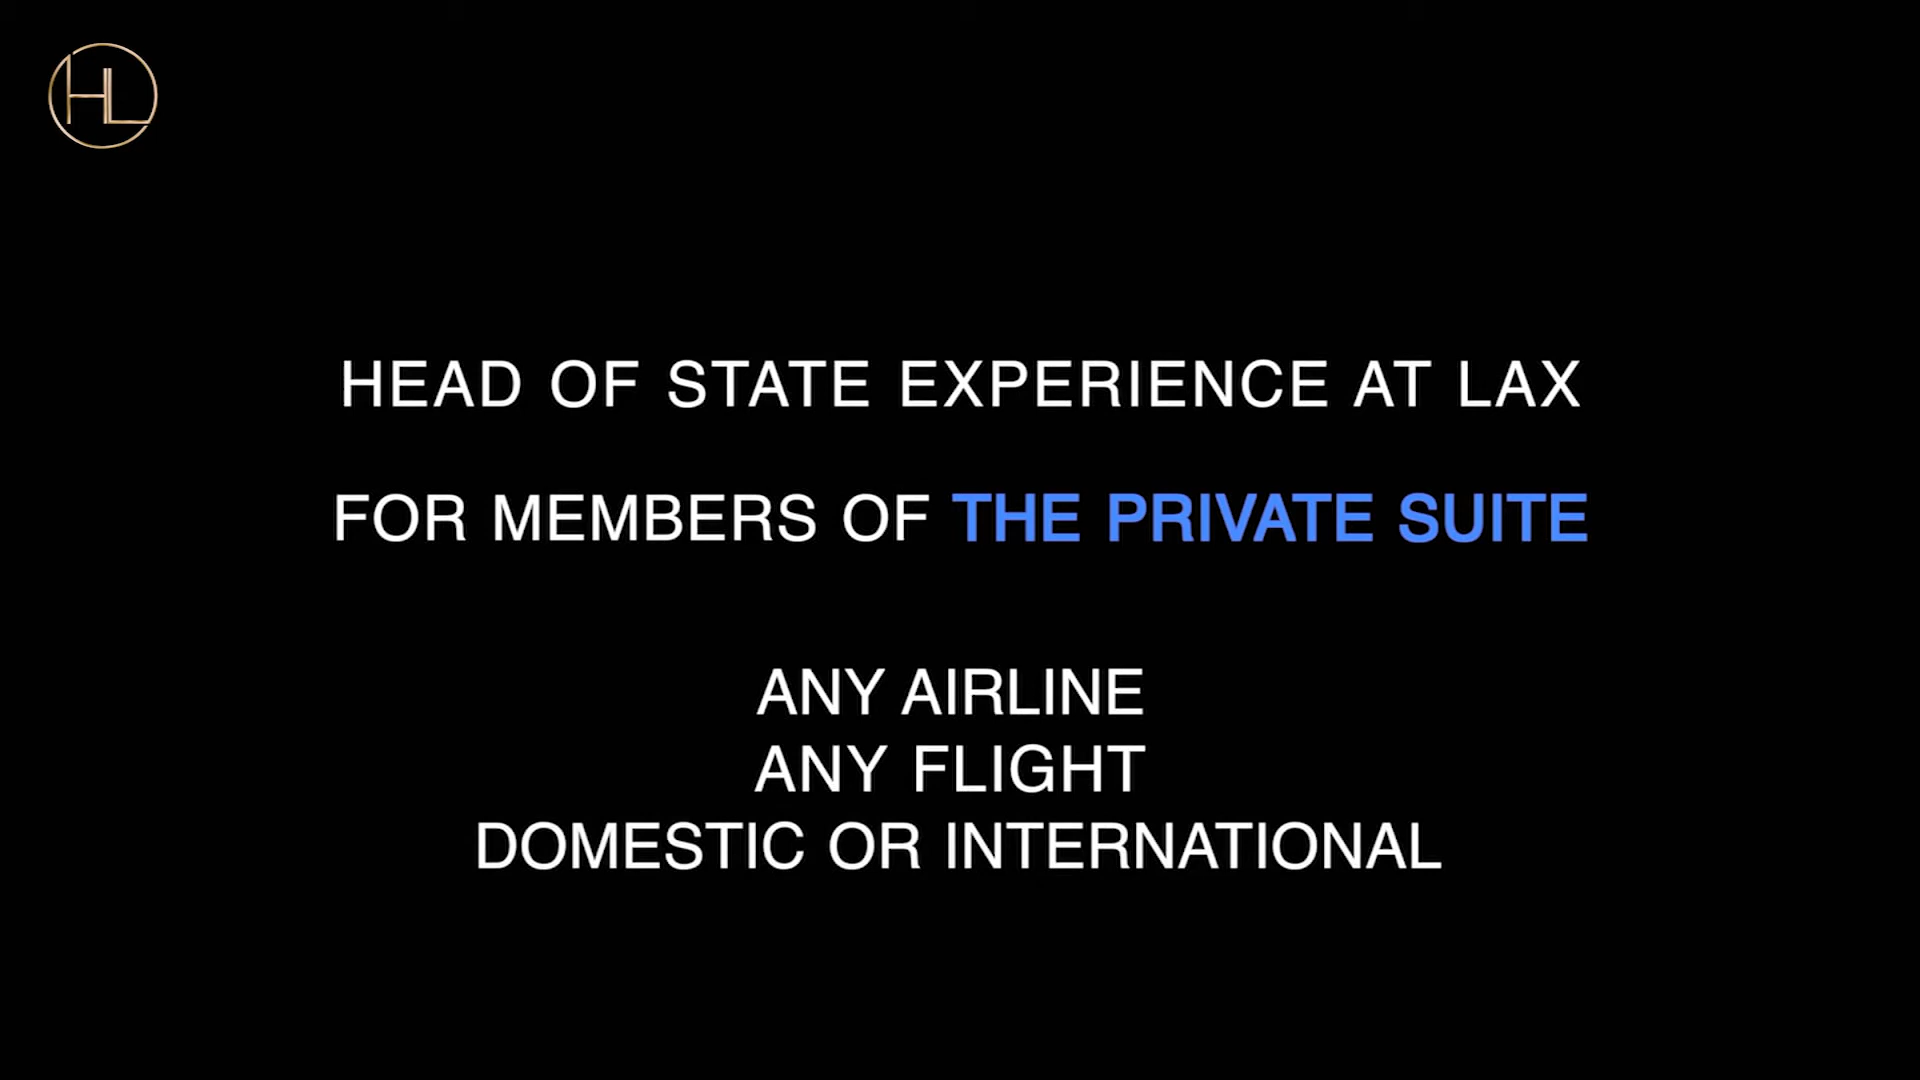 HL
HEAD OF STATE EXPERIENCE AT LAX
FOR MEMBERS OF THE PRIVATE SUITE
ANY AIRLINE
ANY FLIGHT
DOMESTIC OR INTERNATIONAL